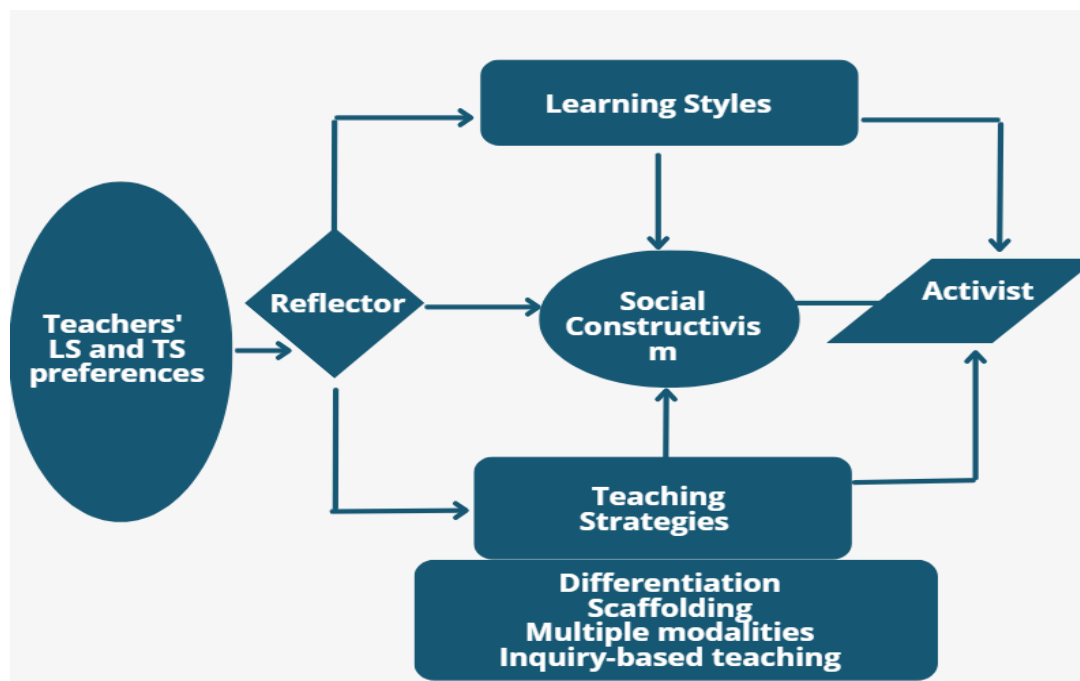 Learning Styles
Teachers'
LS and TS
preferences
Reflector
Social
Constructivis
m
Activist
Teaching
Strategies
Differentiation
Scaffolding
Multiple modalities
Inquiry-based teaching